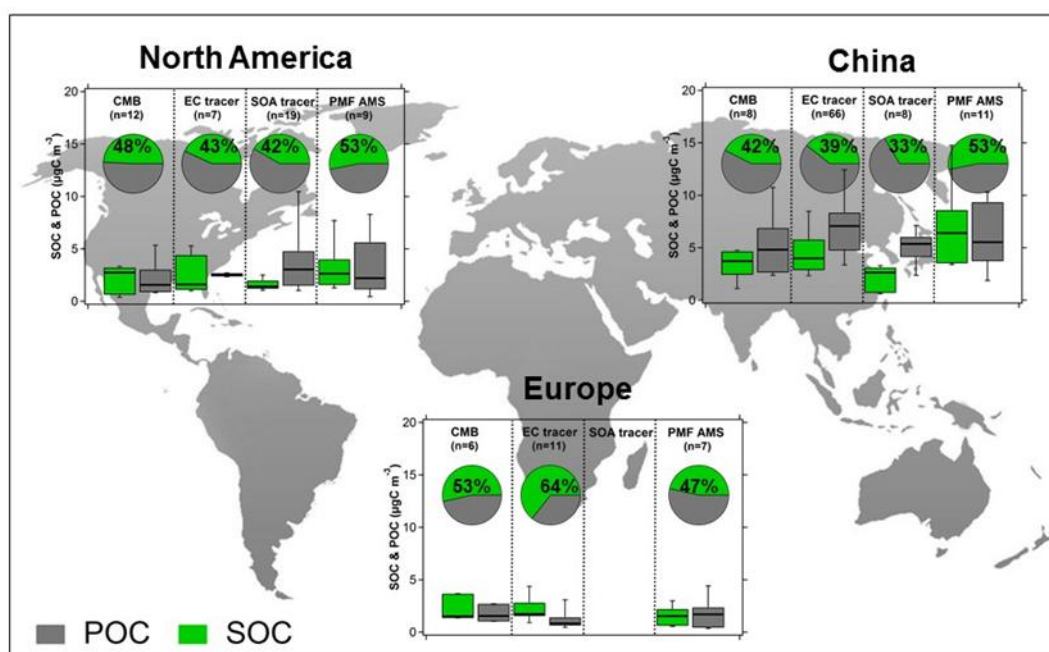 North America
CMB EC tracer SOA tracer PMF AMS
(n=12) (n=7) (n=19) (n=9)
48% 43% 42% 53%
SOC & POC (µgC m⁻³)
20
15
10
5
0
China
CMB EC tracer SOA tracer PMF AMS
(n=8) (n=66) (n=8) (n=11)
42% 39% 33% 53%
SOC & POC (µgC m⁻³)
20
15
10
5
0
Europe
CMB EC tracer SOA tracer PMF AMS
(n=6) (n=11) (n=7)
53% 64% 47%
SOC & POC (µgC m⁻³)
20
15
10
5
0
POC SOC